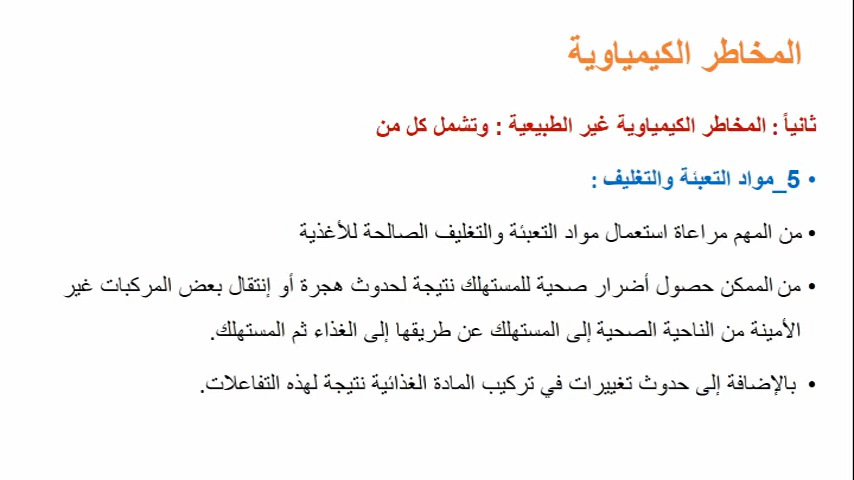 المخاطر الكيمياوية
ثانياً : المخاطر الكيمياوية غير الطبيعية : وتشمل كل من
• 5_مواد التعبئة والتغليف :
• من المهم مراعاة استعمال مواد التعبئة والتغليف الصالحة للأغذية
• من الممكن حصول أضرار صحية للمستهلك نتيجة لحدوث هجرة أو إنتقال بعض المركبات غير
الأمينة من الناحية الصحية إلى المستهلك عن طريقها إلى الغذاء ثم المستهلك.
• بالإضافة إلى حدوث تغييرات في تركيب المادة الغذائية نتيجة لهذه التفاعلات.